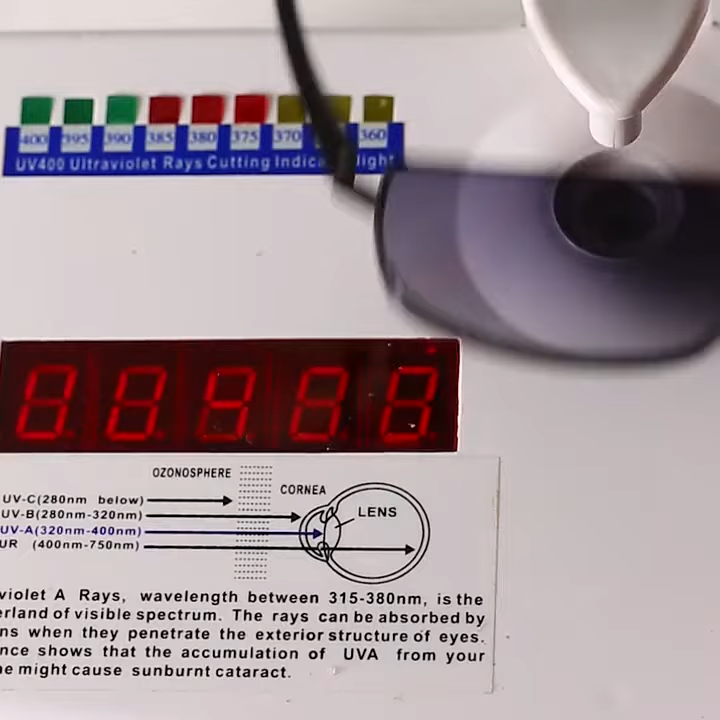 400 395 390 385 380 375 370 360
UV400 Ultraviolet Rays Cutting light
OZONOSPHERE
CORNEA
LENS
UV-C(280nm below)
UV-B(280nm-320nm)
UV-A(320nm-400nm)
UR (400nm-750nm)
violet A Rays, wavelength between 315-380nm, is the
erland of visible spectrum. The rays can be absorbed by
ns when they penetrate the exterior structure of eyes.
nce shows that the accumulation of UVA from your
e might cause sunburnt cataract.